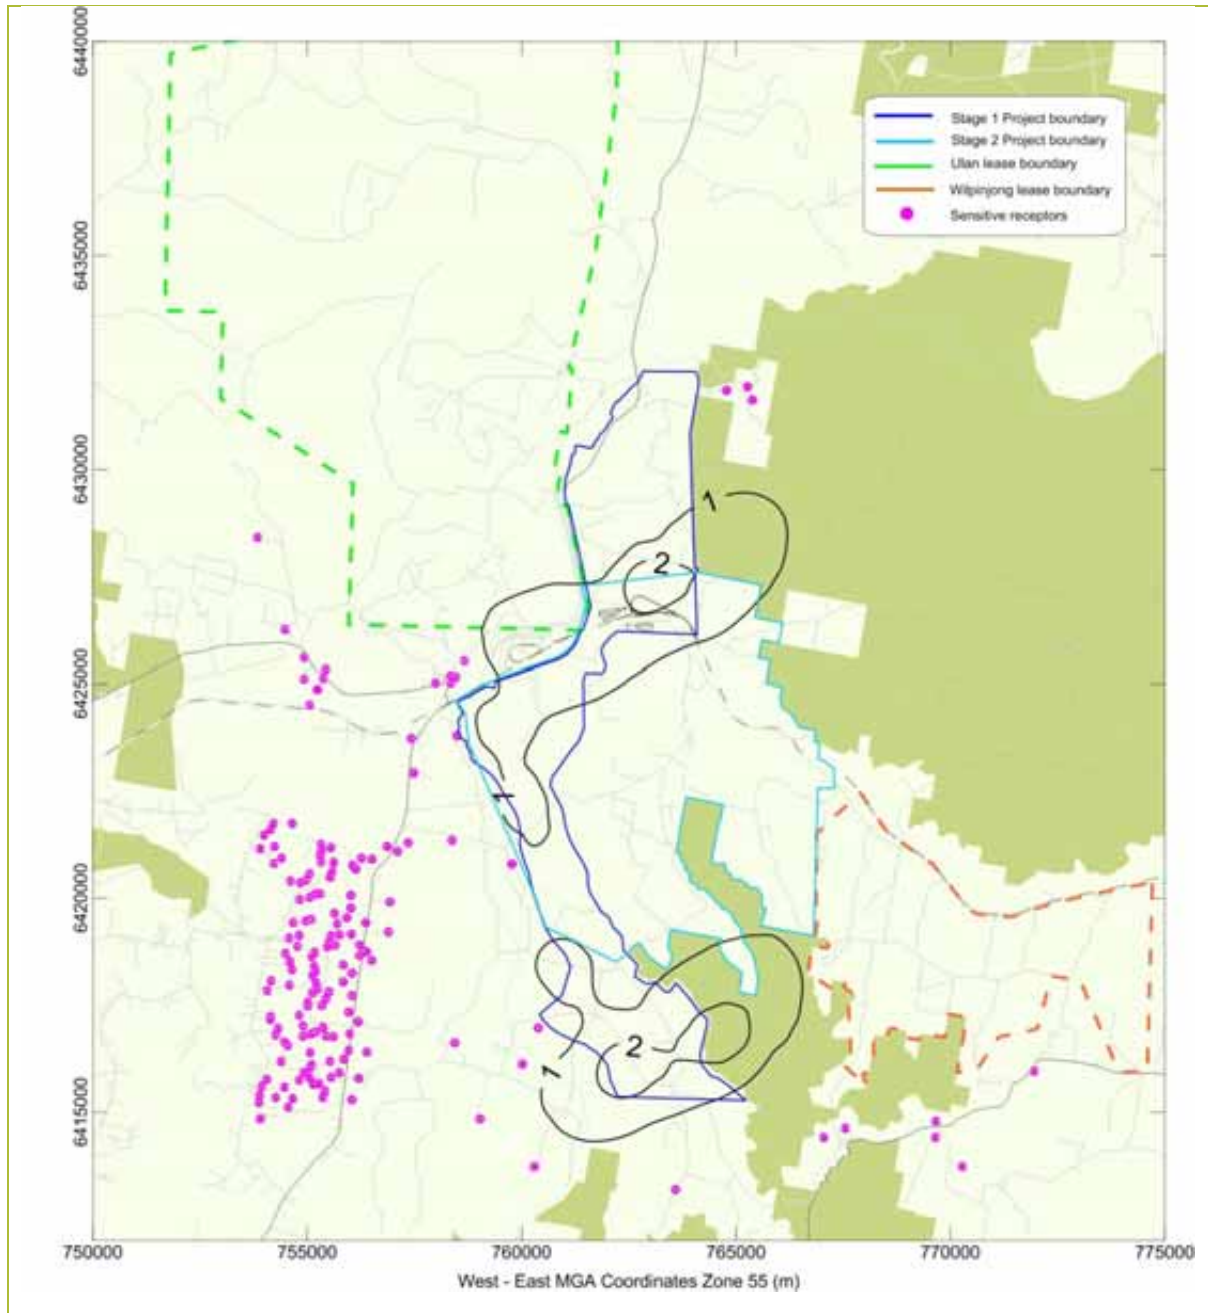 6440000
6435000
6430000
6425000
6420000
6415000
Stage 1 Project boundary
Stage 2 Project boundary
Ulan lease boundary
Wilpinjong lease boundary
Sensitive receptors
1
2
1
2
1
750000
755000
760000
765000
770000
775000
West - East MGA Coordinates Zone 55 (m)